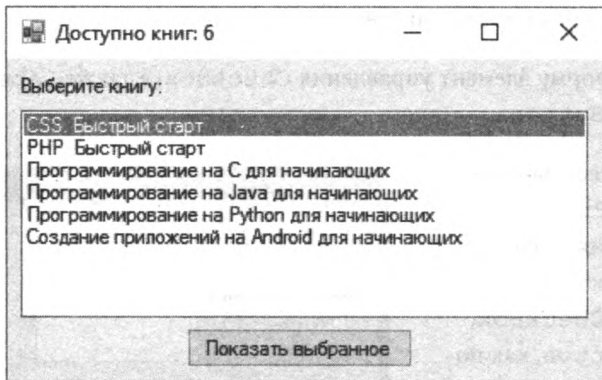 Доступно книг: 6
Выберите книгу:
CSS. Быстрый старт
PHP Быстрый старт
Программирование на C для начинающих
Программирование на Java для начинающих
Программирование на Python для начинающих
Создание приложений на Android для начинающих
Показать выбранное